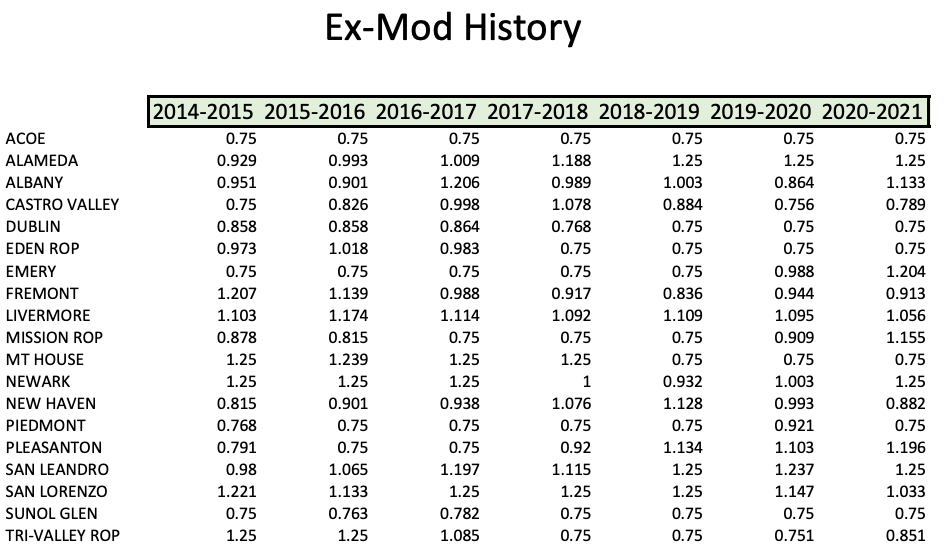 Ex-Mod History
2014-2015 2015-2016 2016-2017 2017-2018 2018-2019 2019-2020 2020-2021
ACOE 0.75 0.75 0.75 0.75 0.75 0.75 0.75
ALAMEDA 0.929 0.993 1.009 1.188 1.25 1.25 1.25
ALBANY 0.951 0.901 1.206 0.989 1.003 0.864 1.133
CASTRO VALLEY 0.75 0.826 0.998 1.078 0.884 0.756 0.789
DUBLIN 0.858 0.858 0.864 0.768 0.75 0.75 0.75
EDEN ROP 0.973 1.018 0.983 0.75 0.75 0.75 0.75
EMERY 0.75 0.75 0.75 0.75 0.75 0.988 1.204
FREMONT 1.207 1.139 0.988 0.917 0.836 0.944 0.913
LIVERMORE 1.103 1.174 1.114 1.092 1.109 1.095 1.056
MISSION ROP 0.878 0.815 0.75 0.75 0.75 0.909 1.155
MT HOUSE 1.25 1.239 1.25 1.25 0.75 0.75 0.75
NEWARK 1.25 1.25 1.25 1 0.932 1.003 1.25
NEW HAVEN 0.815 0.901 0.938 1.076 1.128 0.993 0.882
PIEDMONT 0.768 0.75 0.75 0.75 0.75 0.921 0.75
PLEASANTON 0.791 0.75 0.75 0.92 1.134 1.103 1.196
SAN LEANDRO 0.98 1.065 1.197 1.115 1.25 1.237 1.25
SAN LORENZO 1.221 1.133 1.25 1.25 1.25 1.147 1.033
SUNOL GLEN 0.75 0.763 0.782 0.75 0.75 0.75 0.75
TRI-VALLEY ROP 1.25 1.25 1.085 0.75 0.75 0.751 0.851